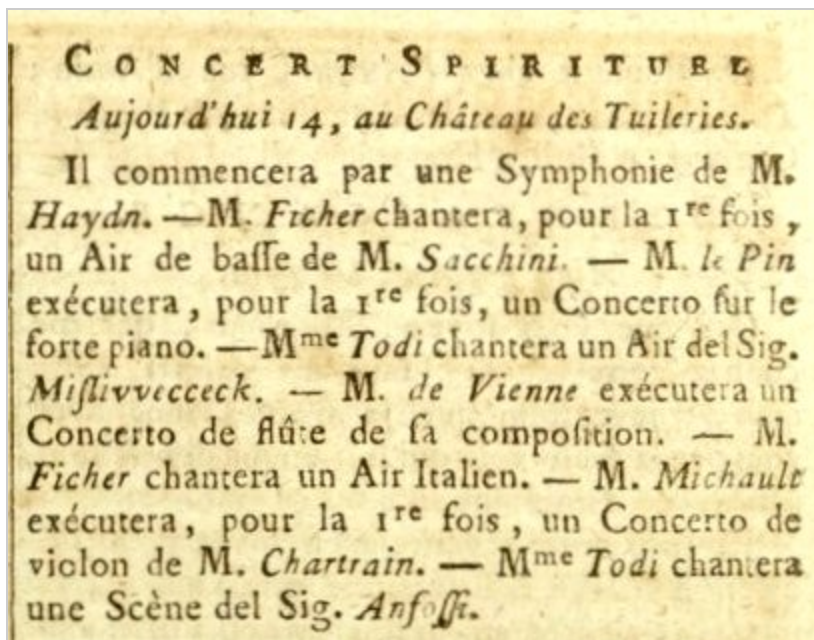 CONCERT SPIRITUEL
Aujourd'hui 14, au Château des Tuileries.
Il commencera par une Symphonie de M.
Haydn. — M. Ficher chantera, pour la 1re fois,
un Air de baſſe de M. Sacchini. — M. le Pin
exécutera, pour la 1re fois, un Concerto ſur le
forte piano. — Mme Todi chantera un Air del Sig.
Miſlivvecceck. — M. de Vienne exécutera un
Concerto de flûte de ſa compoſition. — M.
Ficher chantera un Air Italien. — M. Michault
exécutera, pour la 1re fois, un Concerto de
violon de M. Chartrain. — Mme Todi chantera
une Scène del Sig. Anfoſſi.